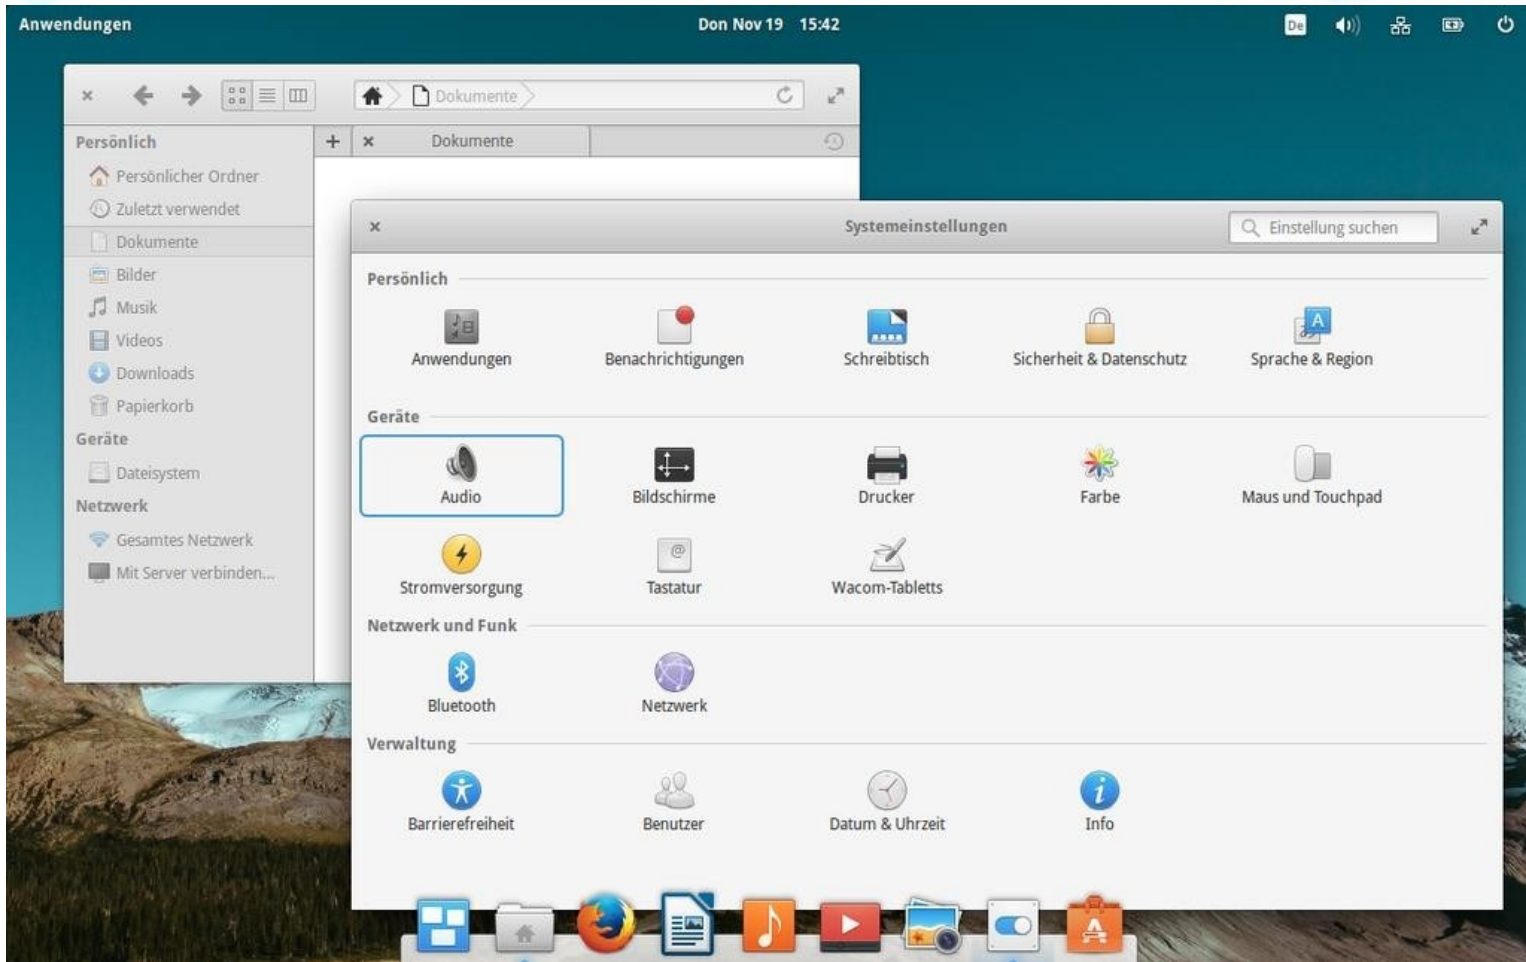 Anwendungen
Don Nov 19 15:42
De
Dokumente
Persönlich
Dokumente
Persönlicher Ordner
Zuletzt verwendet
Dokumente
Bilder
Musik
Videos
Downloads
Papierkorb
Geräte
Dateisystem
Netzwerk
Gesamtes Netzwerk
Mit Server verbinden...
Systemeinstellungen
Einstellung suchen
Persönlich
Anwendungen Benachrichtigungen Schreibtisch Sicherheit & Datenschutz Sprache & Region
Geräte
Audio Bildschirme Drucker Farbe Maus und Touchpad
Stromversorgung Tastatur Wacom-Tabletts
Netzwerk und Funk
Bluetooth Netzwerk
Verwaltung
Barrierefreiheit Benutzer Datum & Uhrzeit Info